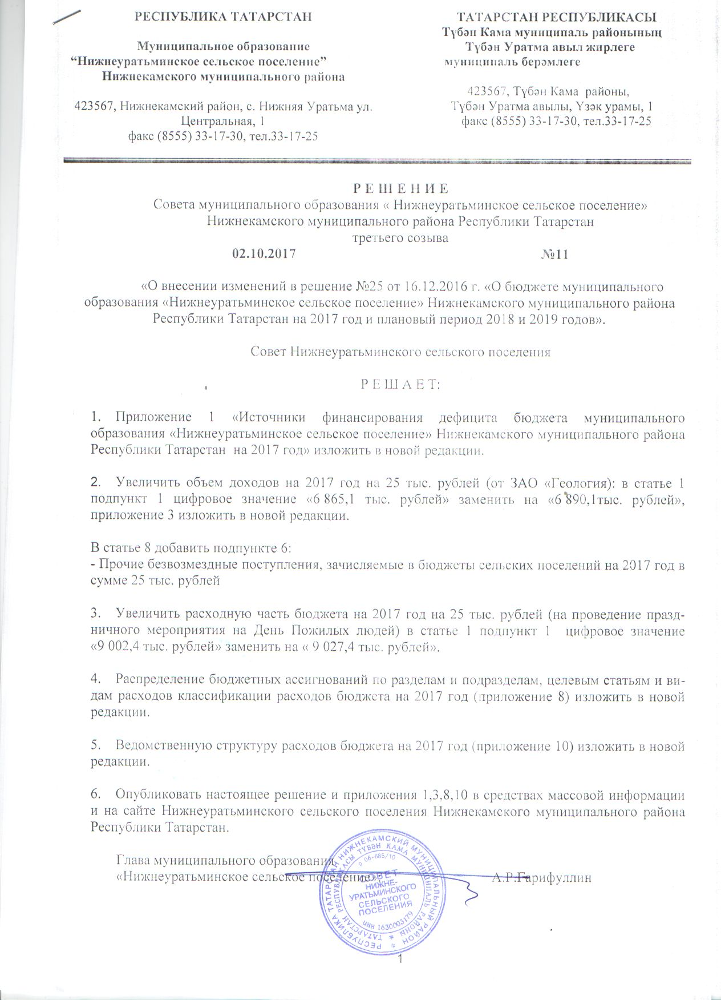 РЕСПУБЛИКА ТАТАРСТАН
Муниципальное образование
“Нижнеуратьминское сельское поселение”
Нижнекамского муниципального района
423567, Нижнекамский район, с. Нижняя Уратьма ул.
Центральная, 1
факс (8555) 33-17-30, тел.33-17-25
ТАТАРСТАН РЕСПУБЛИКАСЫ
Түбән Кама муниципаль районының
Түбән Уратма авыл жирлеге
муниципаль берәмлеге
423567, Түбән Кама районы,
Түбән Уратма авылы, Үзәк урамы, 1
факс (8555) 33-17-30, тел.33-17-25
Р Е Ш Е Н И Е
Совета муниципального образования « Нижнеуратьминское сельское поселение»
Нижнекамского муниципального района Республики Татарстан
третьего созыва
02.10.2017 №11
«О внесении изменений в решение №25 от 16.12.2016 г. «О бюджете муниципального
образования «Нижнеуратьминское сельское поселение» Нижнекамского муниципального района
Республики Татарстан на 2017 год и плановый период 2018 и 2019 годов».
Совет Нижнеуратьминского сельского поселения
Р Е Ш А Е Т:
1. Приложение 1 «Источники финансирования дефицита бюджета муниципального
образования «Нижнеуратьминское сельское поселение» Нижнекамского муниципального района
Республики Татарстан на 2017 год» изложить в новой редакции.
2. Увеличить объем доходов на 2017 год на 25 тыс. рублей (от ЗАО «Геология): в статье 1
подпункт 1 цифровое значение «6 865,1 тыс. рублей» заменить на «6 890,1тыс. рублей»,
приложение 3 изложить в новой редакции.
В статье 8 добавить подпункте 6:
- Прочие безвозмездные поступления, зачисляемые в бюджеты сельских поселений на 2017 год в
сумме 25 тыс. рублей
3. Увеличить расходную часть бюджета на 2017 год на 25 тыс. рублей (на проведение празд-
ничного мероприятия на День Пожилых людей) в статье 1 подпункт 1 цифровое значение
«9 002,4 тыс. рублей» заменить на « 9 027,4 тыс. рублей».
4. Распределение бюджетных ассигнований по разделам и подразделам, целевым статьям и ви-
дам расходов классификации расходов бюджета на 2017 год (приложение 8) изложить в новой
редакции.
5. Ведомственную структуру расходов бюджета на 2017 год (приложение 10) изложить в новой
редакции.
6. Опубликовать настоящее решение и приложения 1,3,8,10 в средствах массовой информации
и на сайте Нижнеуратьминского сельского поселения Нижнекамского муниципального района
Республики Татарстан.
Глава муниципального образования
«Нижнеуратьминское сельское поселение» А.Р.Гарифуллин
РЕСПУБЛИКА ТАТАРСТАН НИЖНЕКАМСКИЙ МУНИЦИПАЛЬНЫЙ РАЙОН *
ТАТАРСТАН РЕСПУБЛИКАСЫ ТҮБӘН КАМА МУНИЦИПАЛЬ РАЙОНЫ *
Р 06-685/10
СОВЕТ
НИЖНЕ-
УРАТЬМИНСКОГО
СЕЛЬСКОГО
ПОСЕЛЕНИЯ
ИНН 1630003179
1